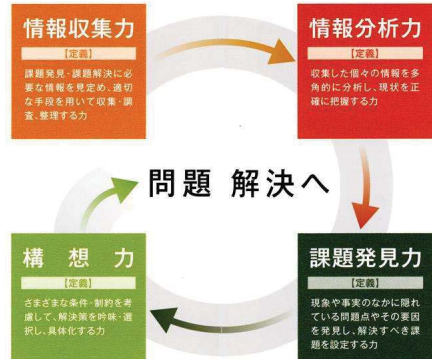 情報収集力
【定義】
課題発見・課題解決に必
要な情報を見定め、適切
な手段を用いて収集・調
査、整理する力
情報分析力
【定義】
収集した個々の情報を多
角的に分析し、現状を正
確に把握する力
問題 解決へ
構想力
【定義】
さまざまな条件・制約を考
慮して、解決策を吟味・選
択し、具体化する力
課題発見力
【定義】
現象や事実のなかに隠れ
ている問題点やその要因
を発見し、解決すべき課
題を設定する力